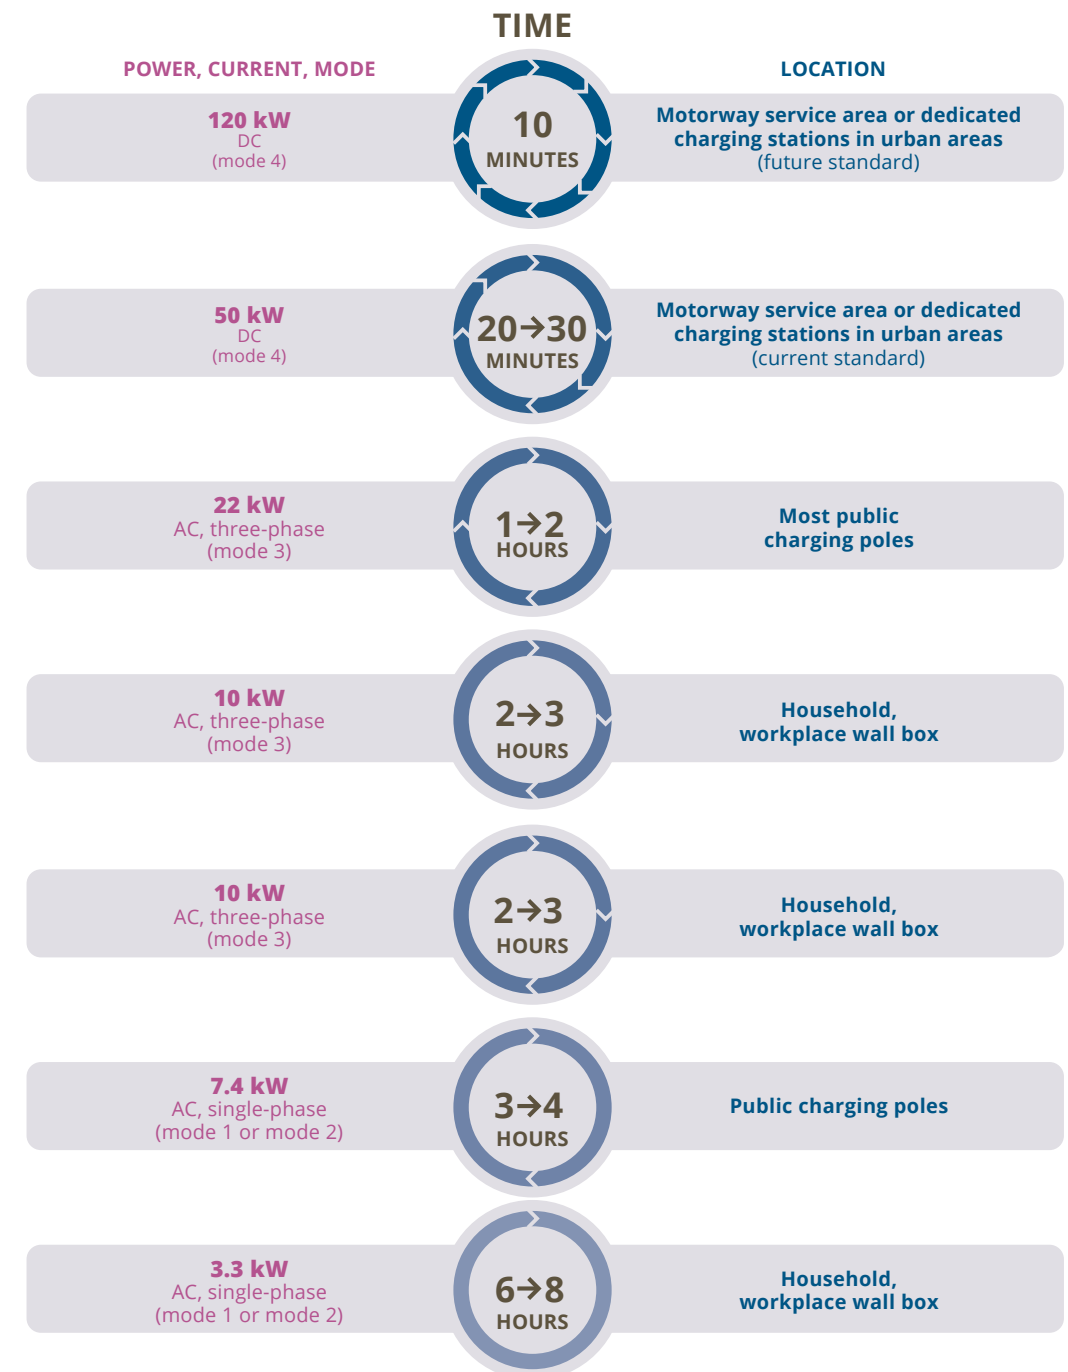 TIME
POWER, CURRENT, MODE
LOCATION
120 kW
DC
(mode 4)
10
MINUTES
Motorway service area or dedicated
charging stations in urban areas
(future standard)
50 kW
DC
(mode 4)
20→30
MINUTES
Motorway service area or dedicated
charging stations in urban areas
(current standard)
22 kW
AC, three-phase
(mode 3)
1→2
HOURS
Most public
charging poles
10 kW
AC, three-phase
(mode 3)
2→3
HOURS
Household,
workplace wall box
10 kW
AC, three-phase
(mode 3)
2→3
HOURS
Household,
workplace wall box
7.4 kW
AC, single-phase
(mode 1 or mode 2)
3→4
HOURS
Public charging poles
3.3 kW
AC, single-phase
(mode 1 or mode 2)
6→8
HOURS
Household,
workplace wall box